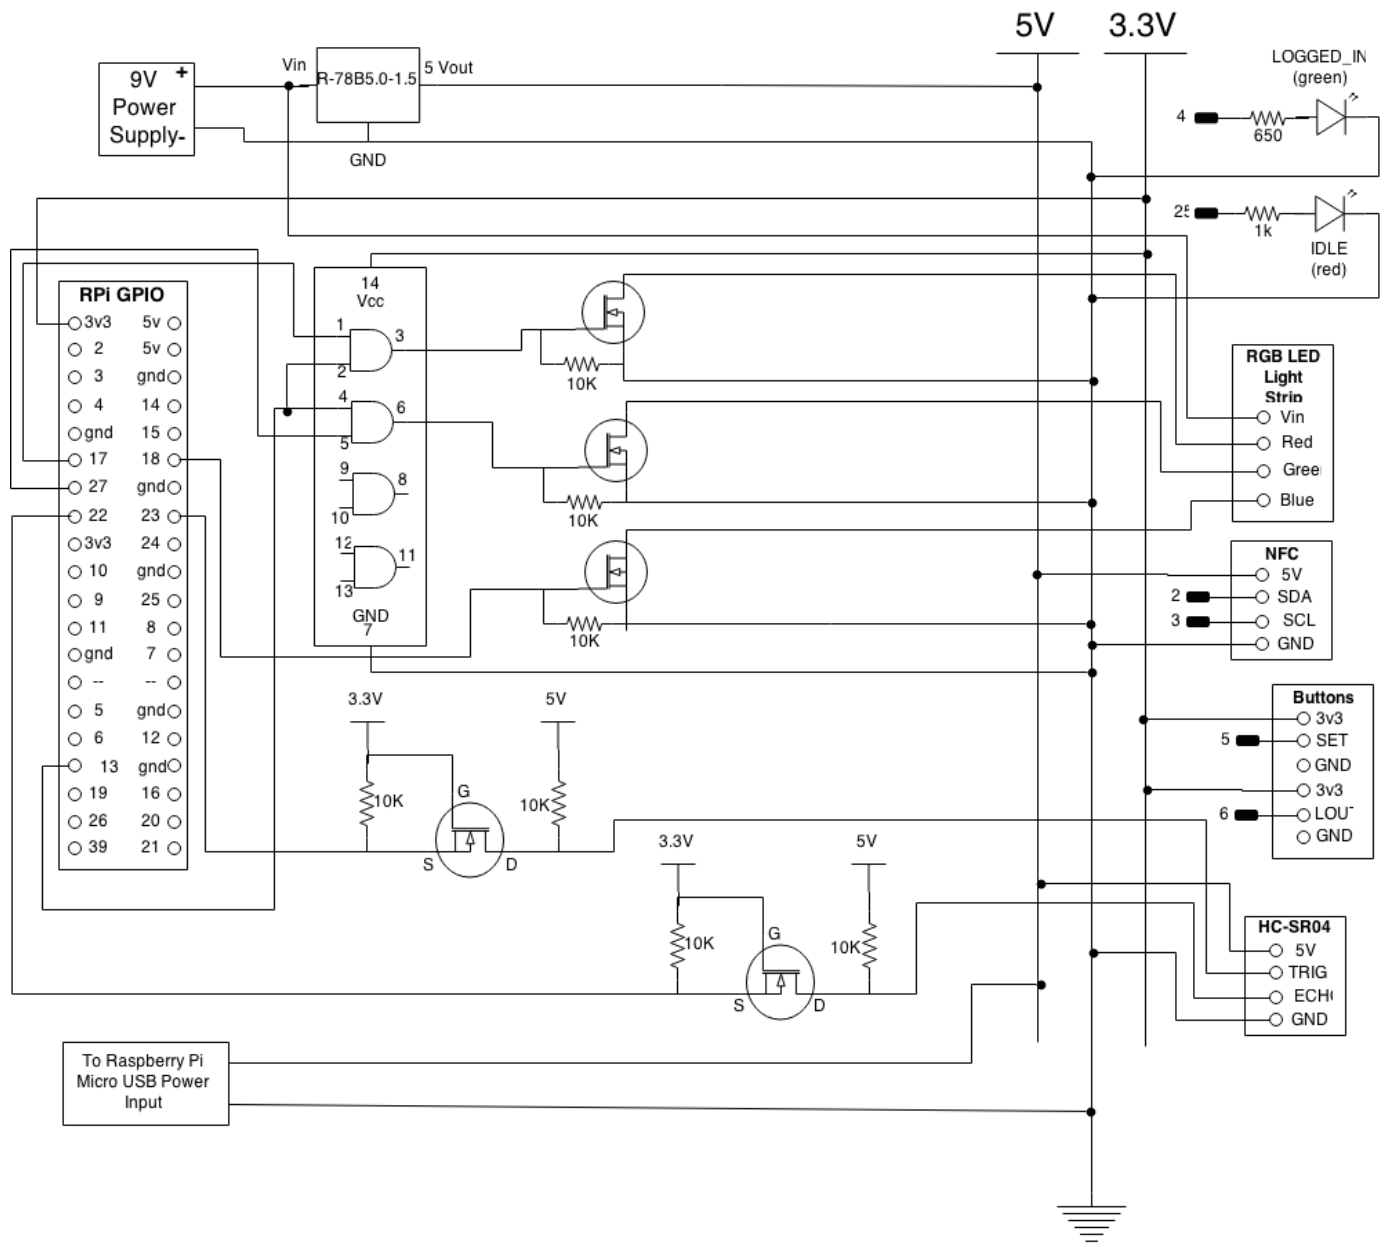 5V
3.3V
9V +
Power
Supply-
Vin
R-78B5.0-1.5
5 Vout
GND
LOGGED_IN
(green)
4
650
25
1k
IDLE
(red)
RPi GPIO
3v3 5v
2 5v
3 gnd
4 14
gnd 15
17 18
27 gnd
22 23
3v3 24
10 gnd
9 25
11 8
gnd 7
-- --
5 gnd
6 12
13 gnd
19 16
26 20
39 21
14
Vcc
1
2
3
4
5
6
9
10
8
12
13
11
GND
7
10K
10K
10K
RGB LED
Light
Strip
Vin
Red
Gree
Blue
NFC
5V
2 SDA
3 SCL
GND
Buttons
3v3
5 SET
GND
3v3
6 LOU
GND
3.3V
5V
10K
G
10K
S
D
3.3V
5V
10K
G
10K
S
D
HC-SR04
5V
TRIG
ECH
GND
To Raspberry Pi
Micro USB Power
Input